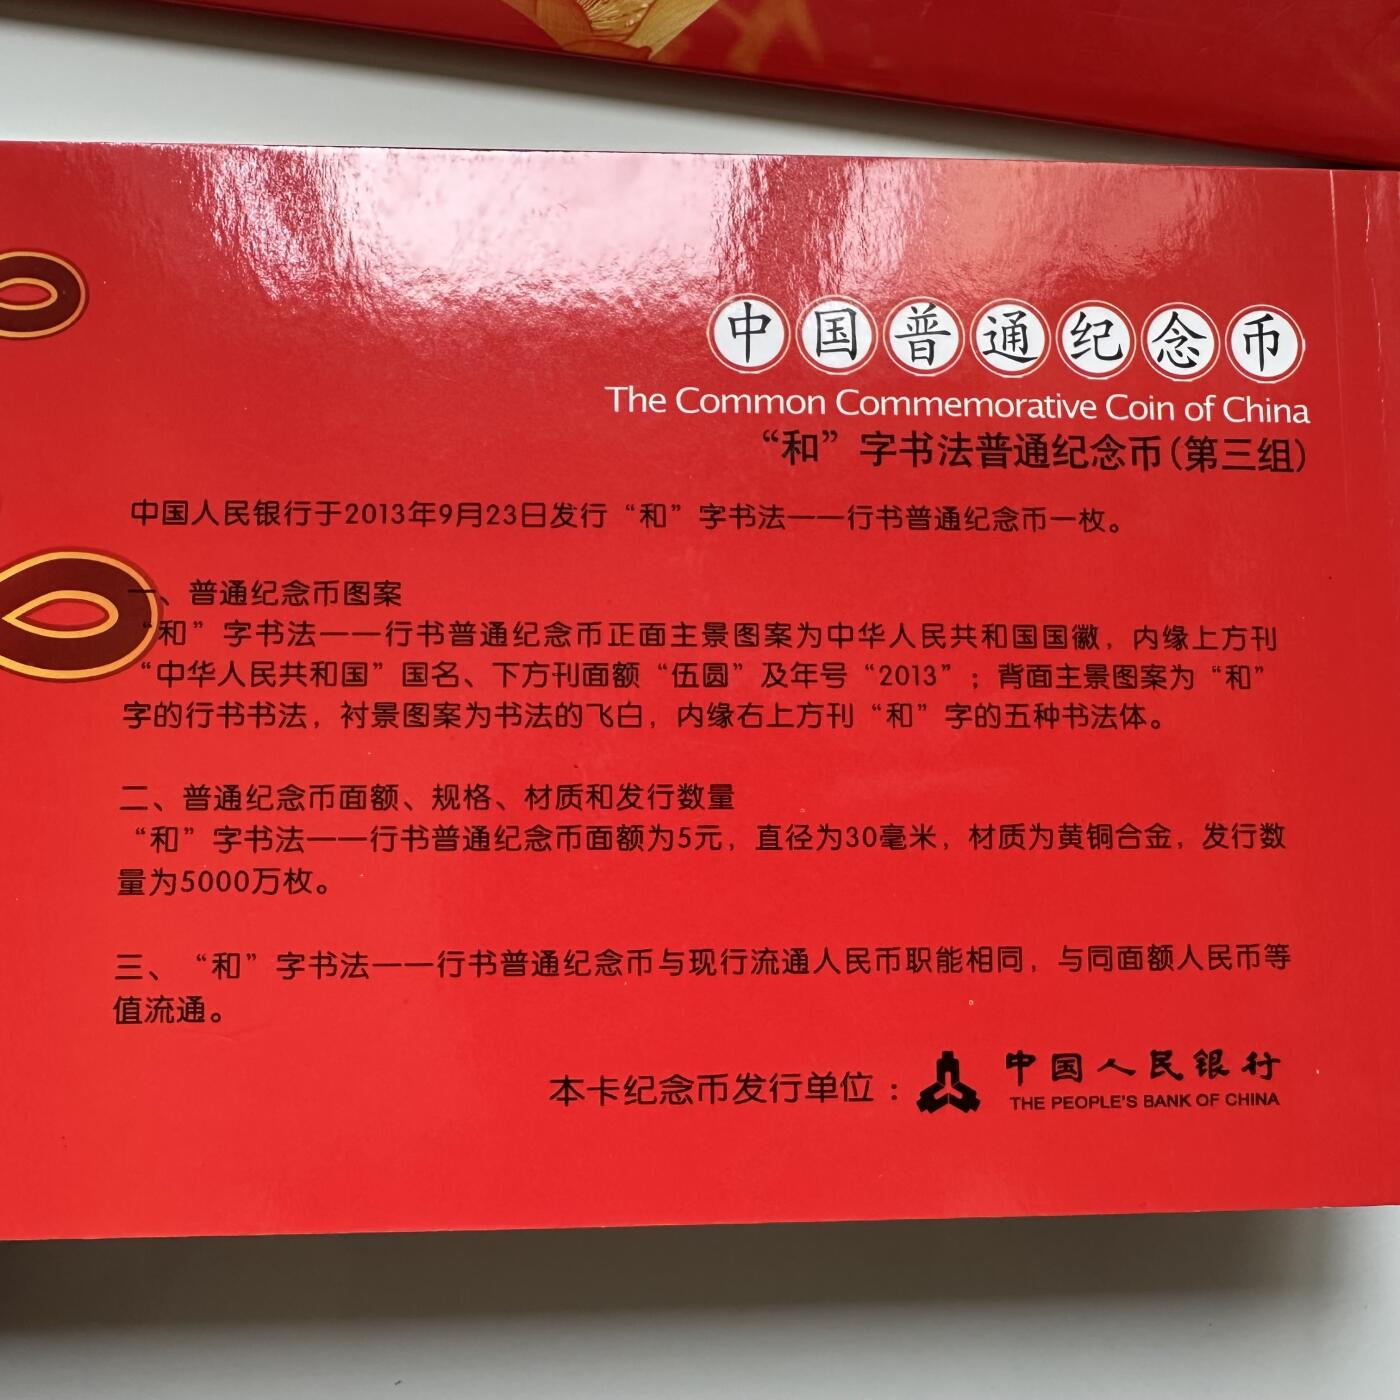 中国普通纪念币
The Common Commemorative Coin of China
“和”字书法普通纪念币(第三组)
中国人民银行于2013年9月23日发行“和”字书法——行书普通纪念币一枚。
一、普通纪念币图案
“和”字书法——行书普通纪念币正面主景图案为中华人民共和国国徽，内缘上方刊
“中华人民共和国”国名、下方刊面额“伍圆”及年号“2013”；背面主景图案为“和”
字的行书书法，衬景图案为书法的飞白，内缘右上方刊“和”字的五种书法体。
二、普通纪念币面额、规格、材质和发行数量
“和”字书法——行书普通纪念币面额为5元，直径为30毫米，材质为黄铜合金，发行数
量为5000万枚。
三、“和”字书法——行书普通纪念币与现行流通人民币职能相同，与同面额人民币等
值流通。
本卡纪念币发行单位：中国人民银行
THE PEOPLE'S BANK OF CHINA